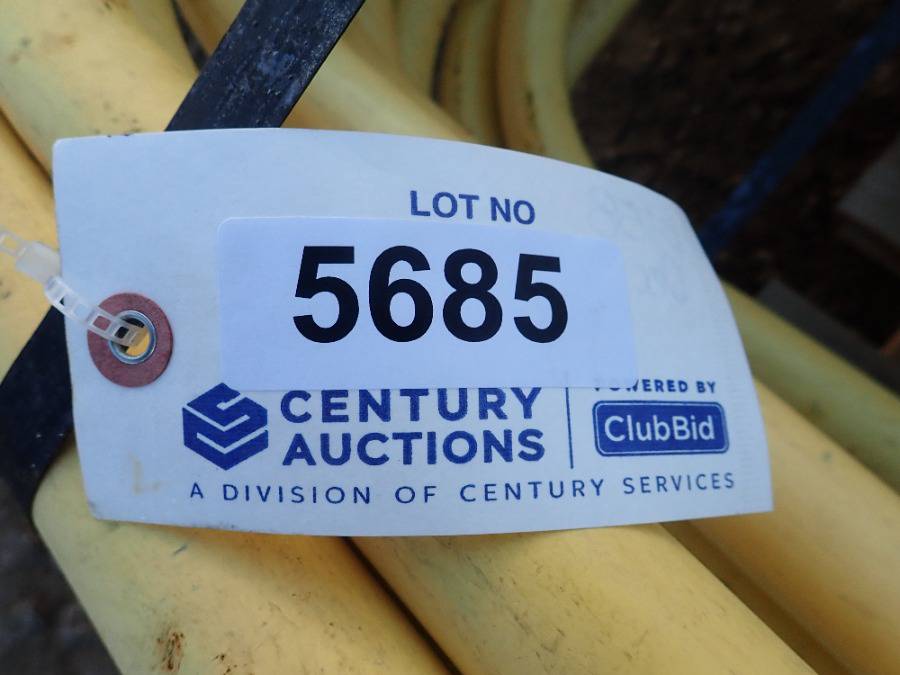 LOT NO
5685
CENTURY
AUCTIONS
POWERED BY
ClubBid
A DIVISION OF CENTURY SERVICES